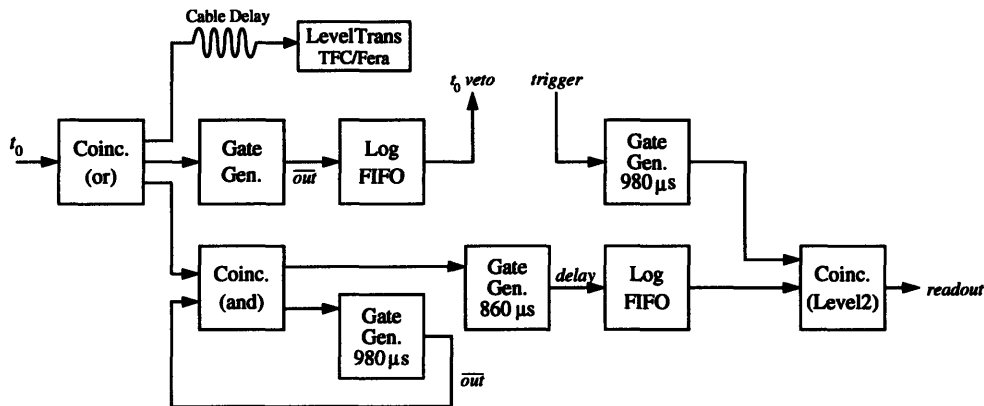 Cable Delay
LevelTrans
TFC/Fera
t₀ veto
trigger
t₀
Coinc.
(or)
Gate
Gen.
out
Log
FIFO
Gate
Gen.
980 µs
Coinc.
(and)
Gate
Gen.
860 µs
delay
Log
FIFO
Coinc.
(Level2)
readout
Gate
Gen.
980 µs
out